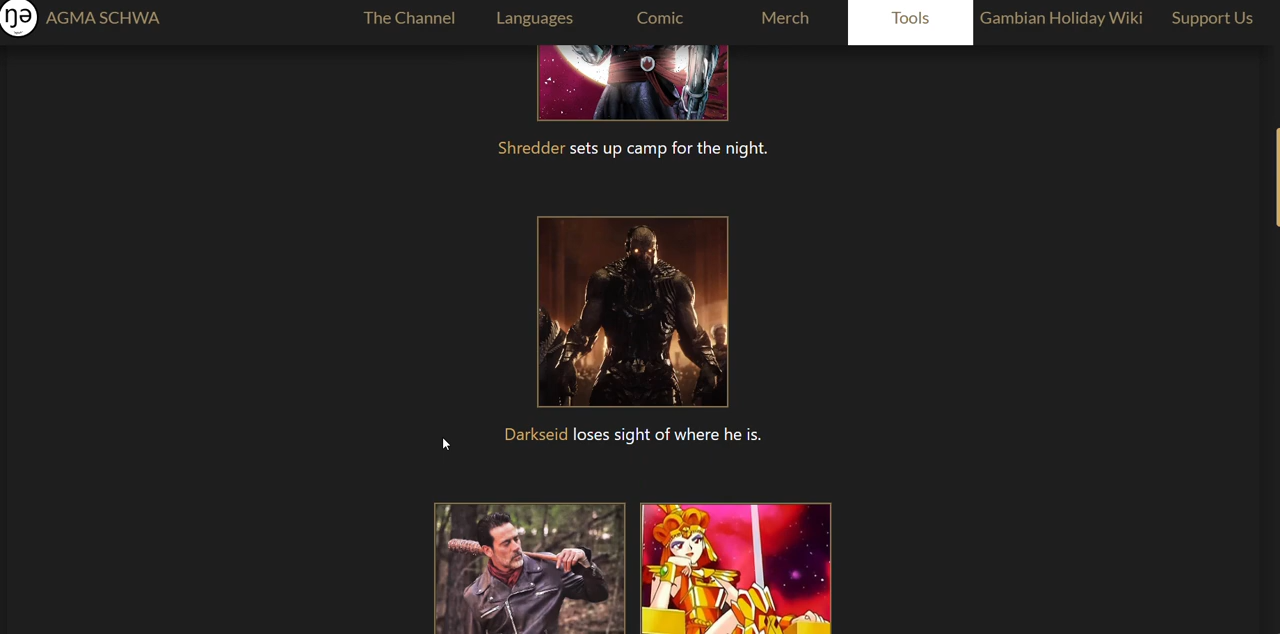 ŋə AGMA SCHWA The Channel Languages Comic Merch Tools Gambian Holiday Wiki Support Us
Shredder sets up camp for the night.
Darkseid loses sight of where he is.